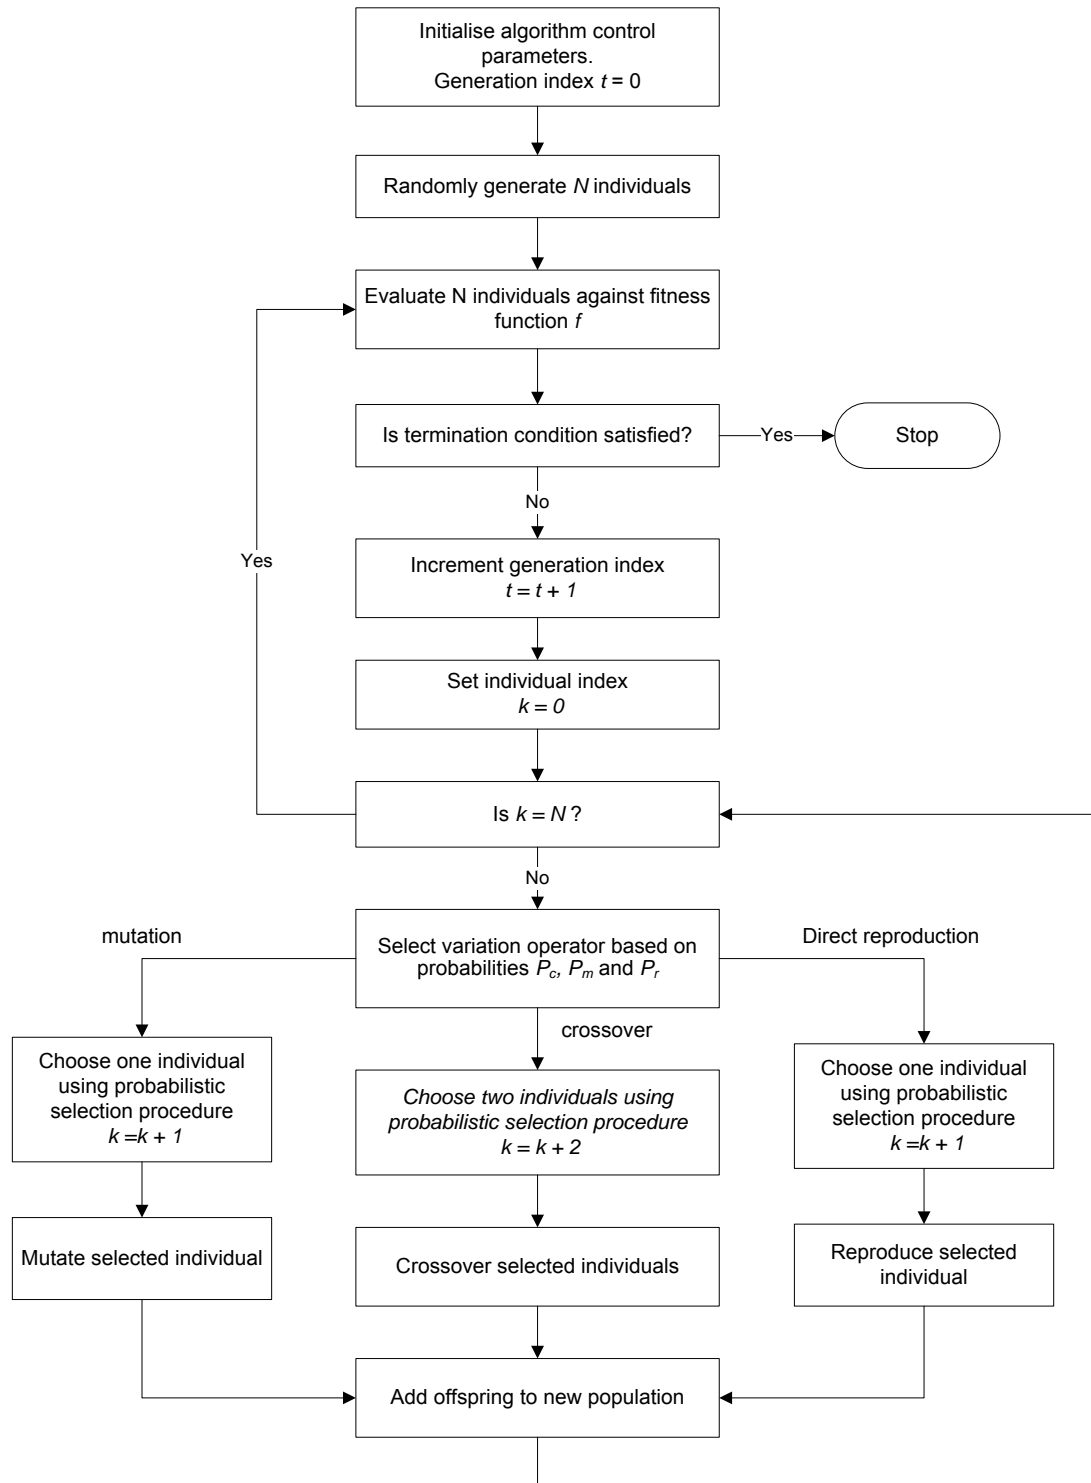 Initialise algorithm control
parameters.
Generation index t = 0
Randomly generate N individuals
Evaluate N individuals against fitness
function f
Is termination condition satisfied?
Yes
Stop
No
Increment generation index
t = t + 1
Yes
Set individual index
k = 0
Is k = N ?
No
Select variation operator based on
probabilities Pc, Pm and Pr
mutation
Direct reproduction
crossover
Choose one individual
using probabilistic
selection procedure
k =k + 1
Choose two individuals using
probabilistic selection procedure
k = k + 2
Choose one individual
using probabilistic
selection procedure
k =k + 1
Mutate selected individual
Crossover selected individuals
Reproduce selected
individual
Add offspring to new population